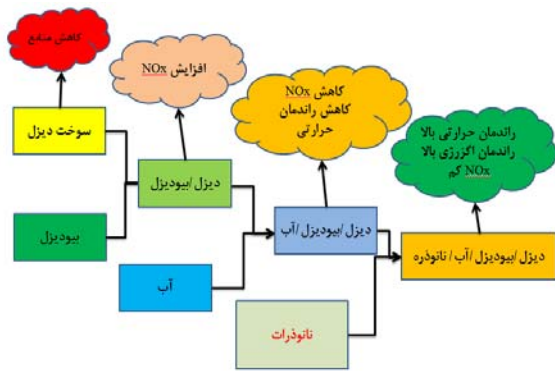 کاهش منابع
افزایش NOx
کاهش NOx
کاهش راندمان
حرارتی
راندمان حرارتی بالا
راندمان اگزرژی بالا
NOx کم
سوخت دیزل
دیزل/بیودیزل
بیودیزل
آب
دیزل/بیودیزل/آب
دیزل/بیودیزل/آب/نانوذره
نانوذرات